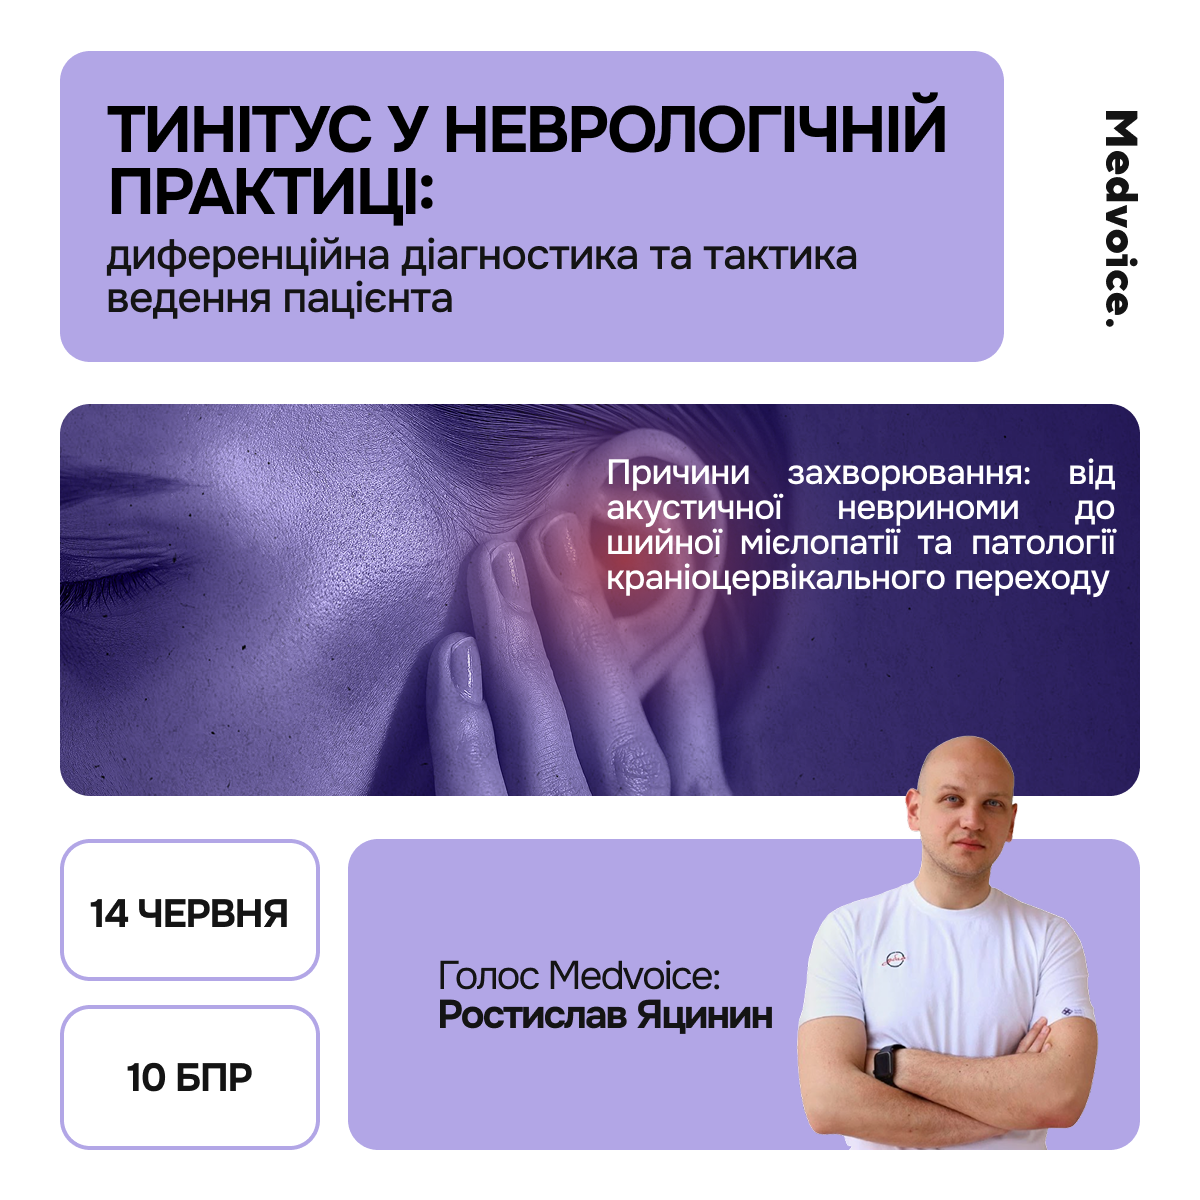 ТИНІТУС У НЕВРОЛОГІЧНІЙ
ПРАКТИЦІ:
диференційна діагностика та тактика
ведення пацієнта
Medvoice.
Причини захворювання: від
акустичної невриноми до
шийної мієлопатії та патології
краніоцервікального переходу
14 ЧЕРВНЯ
10 БПР
Голос Medvoice:
Ростислав Яцинин